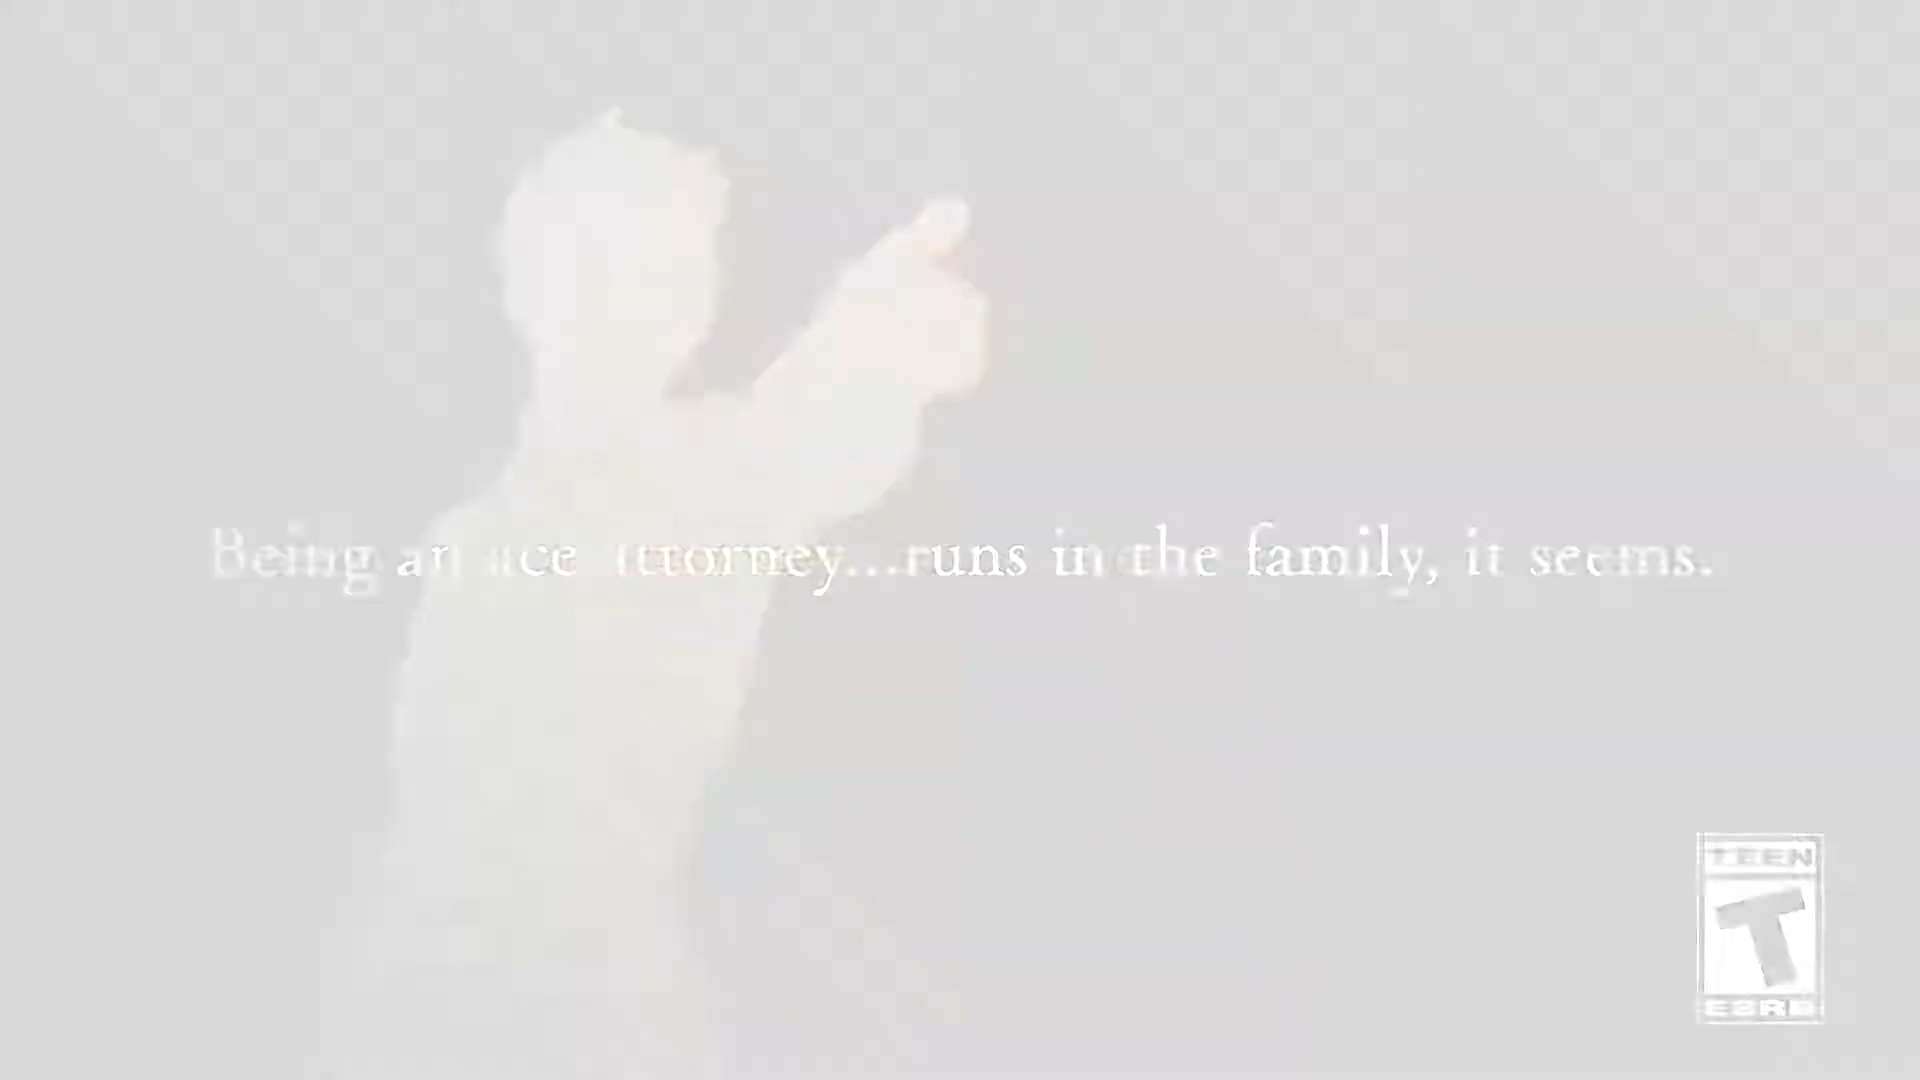 Being an ace attorney...runs in the family, it seems.
TEEN
T
ESRB